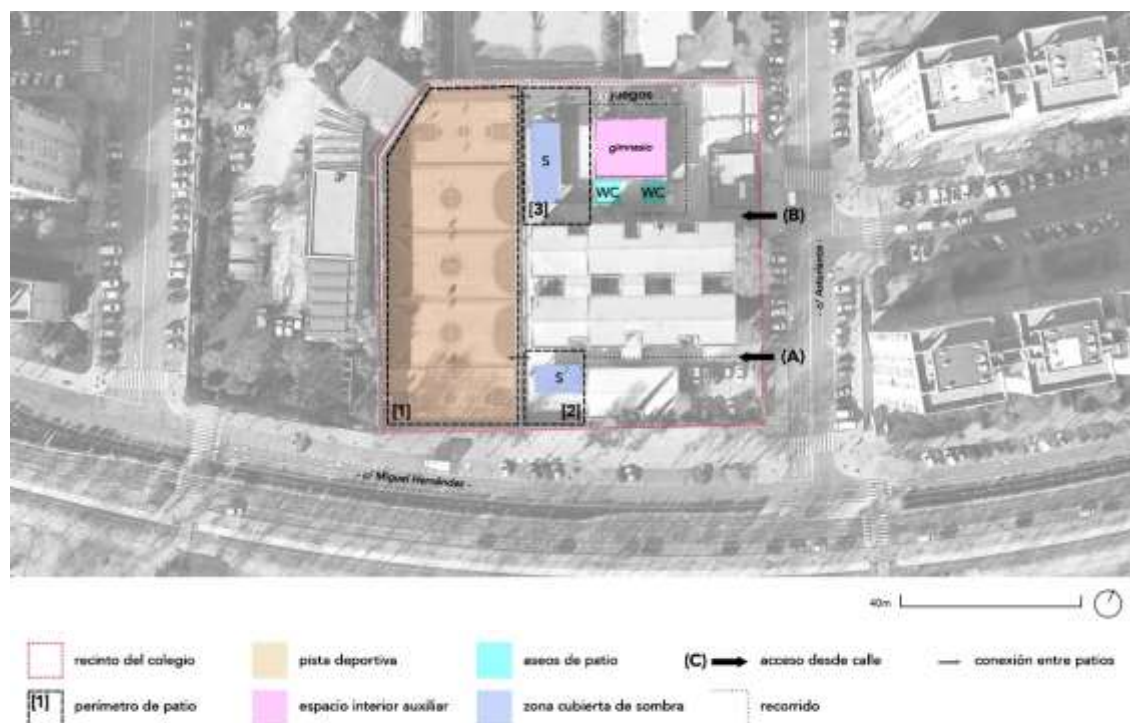 juegos
S
gimnasio
WC WC
[3]
(B)
- c/ Asturianos -
(A)
S
[1]
[2]
- c/ Miguel Hernández -
40m
recinto del colegio
pista deportiva
aseos de patio
(C) acceso desde calle
conexión entre patios
[1] perímetro de patio
espacio interior auxiliar
zona cubierta de sombra
recorrido